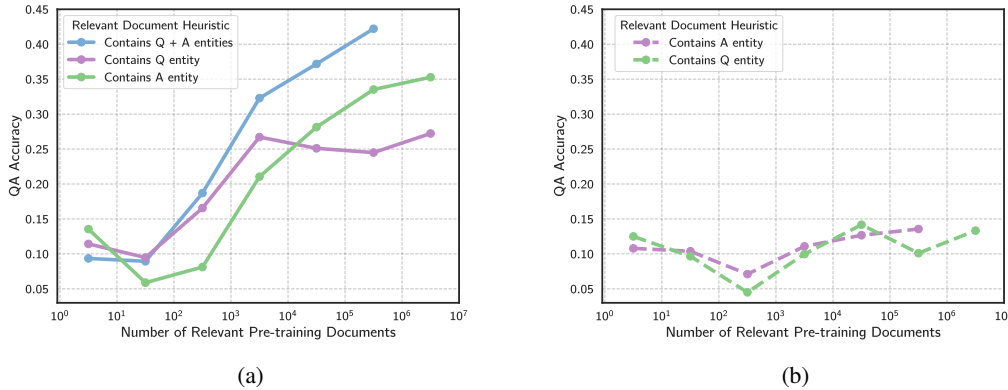 0.45
0.40
0.35
0.30
0.25
0.20
0.15
0.10
0.05
QA Accuracy
Relevant Document Heuristic
Contains Q + A entities
Contains Q entity
Contains A entity
10⁰ 10¹ 10² 10³ 10⁴ 10⁵ 10⁶ 10⁷
Number of Relevant Pre-training Documents
(a)
0.45
0.40
0.35
0.30
0.25
0.20
0.15
0.10
0.05
QA Accuracy
Relevant Document Heuristic
Contains A entity
Contains Q entity
10⁰ 10¹ 10² 10³ 10⁴ 10⁵ 10⁶
Number of Relevant Pre-training Documents
(b)